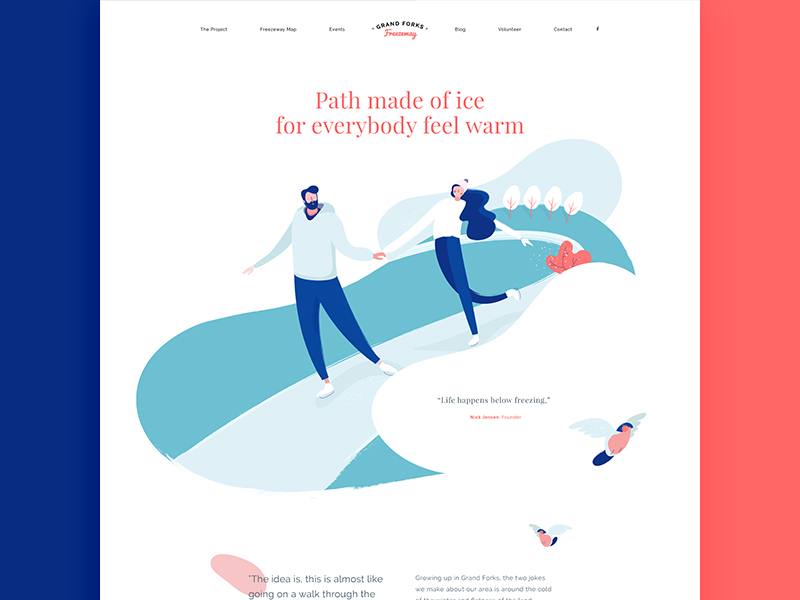 The Project
Freezeway Map
Events
GRAND FORKS
Freezeway
Blog
Volunteer
Contact
f
Path made of ice
for everybody feel warm
“Life happens below freezing.”
Nick Jensen, Founder
“The idea is, this is almost like
going on a walk through the
Growing up in Grand Forks, the two jokes
we make about our area is around the cold